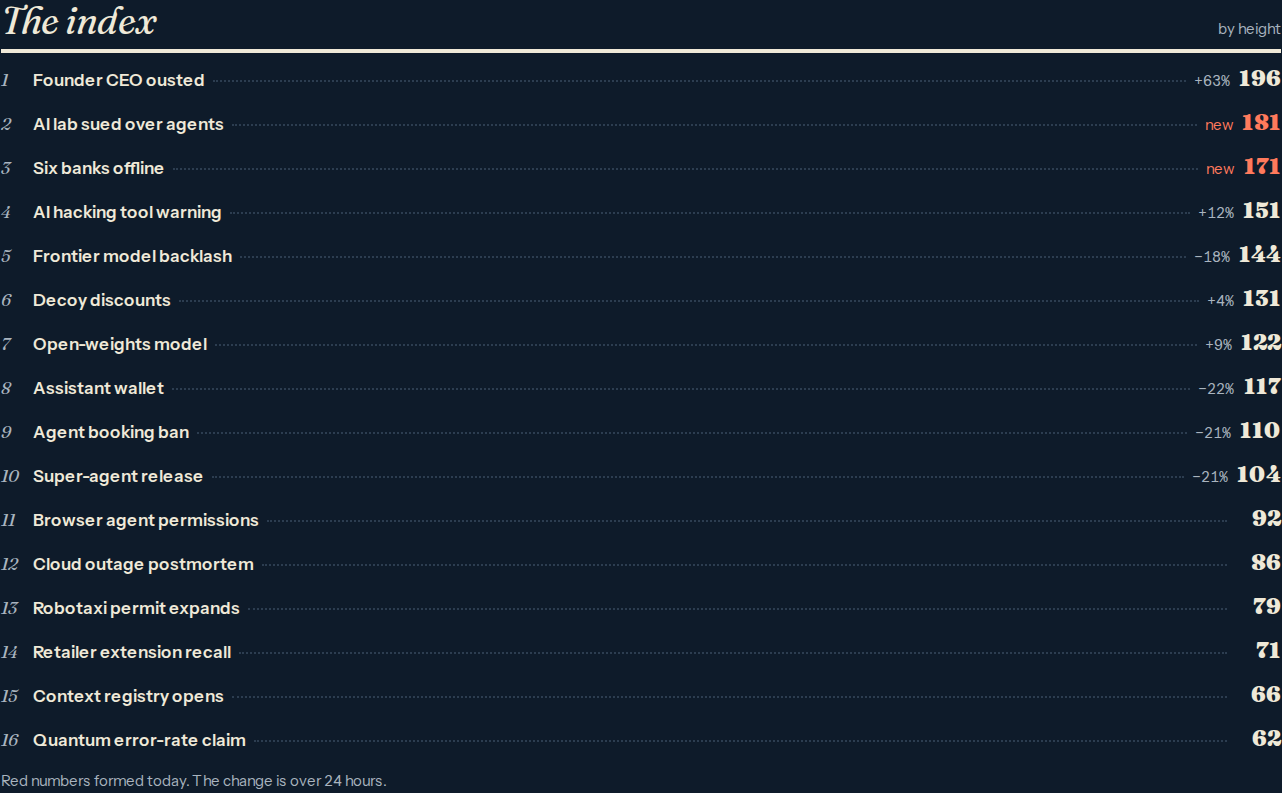 The index
by height
1 Founder CEO ousted +63% 196
2 AI lab sued over agents new 181
3 Six banks offline new 171
4 AI hacking tool warning +12% 151
5 Frontier model backlash −18% 144
6 Decoy discounts +4% 131
7 Open-weights model +9% 122
8 Assistant wallet −22% 117
9 Agent booking ban −21% 110
10 Super-agent release −21% 104
11 Browser agent permissions 92
12 Cloud outage postmortem 86
13 Robotaxi permit expands 79
14 Retailer extension recall 71
15 Context registry opens 66
16 Quantum error-rate claim 62
Red numbers formed today. The change is over 24 hours.